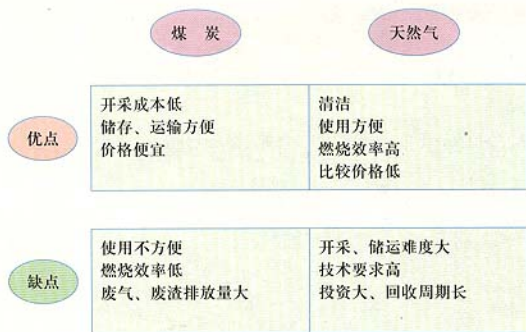 煤 炭
天然气
优点
开采成本低
储存、运输方便
价格便宜
清洁
使用方便
燃烧效率高
比较价格低
缺点
使用不方便
燃烧效率低
废气、废渣排放量大
开采、储运难度大
技术要求高
投资大、回收周期长